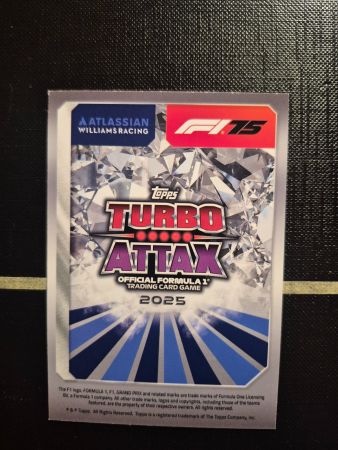 ATLASSIAN
WILLIAMS RACING
F1 75
Topps
TURBO
ATTAX
OFFICIAL FORMULA 1®
TRADING CARD GAME
2025
The F1 logo, FORMULA 1, F1, GRAND PRIX and related marks are trade marks of Formula One Licensing
BV, a Formula 1 company. All other trade marks, logos and copyrights, including those of the teams
featured, are the property of their respective owners. All rights reserved.
® & © Topps. All Rights Reserved. Topps is a registered trademark of The Topps Company, Inc.